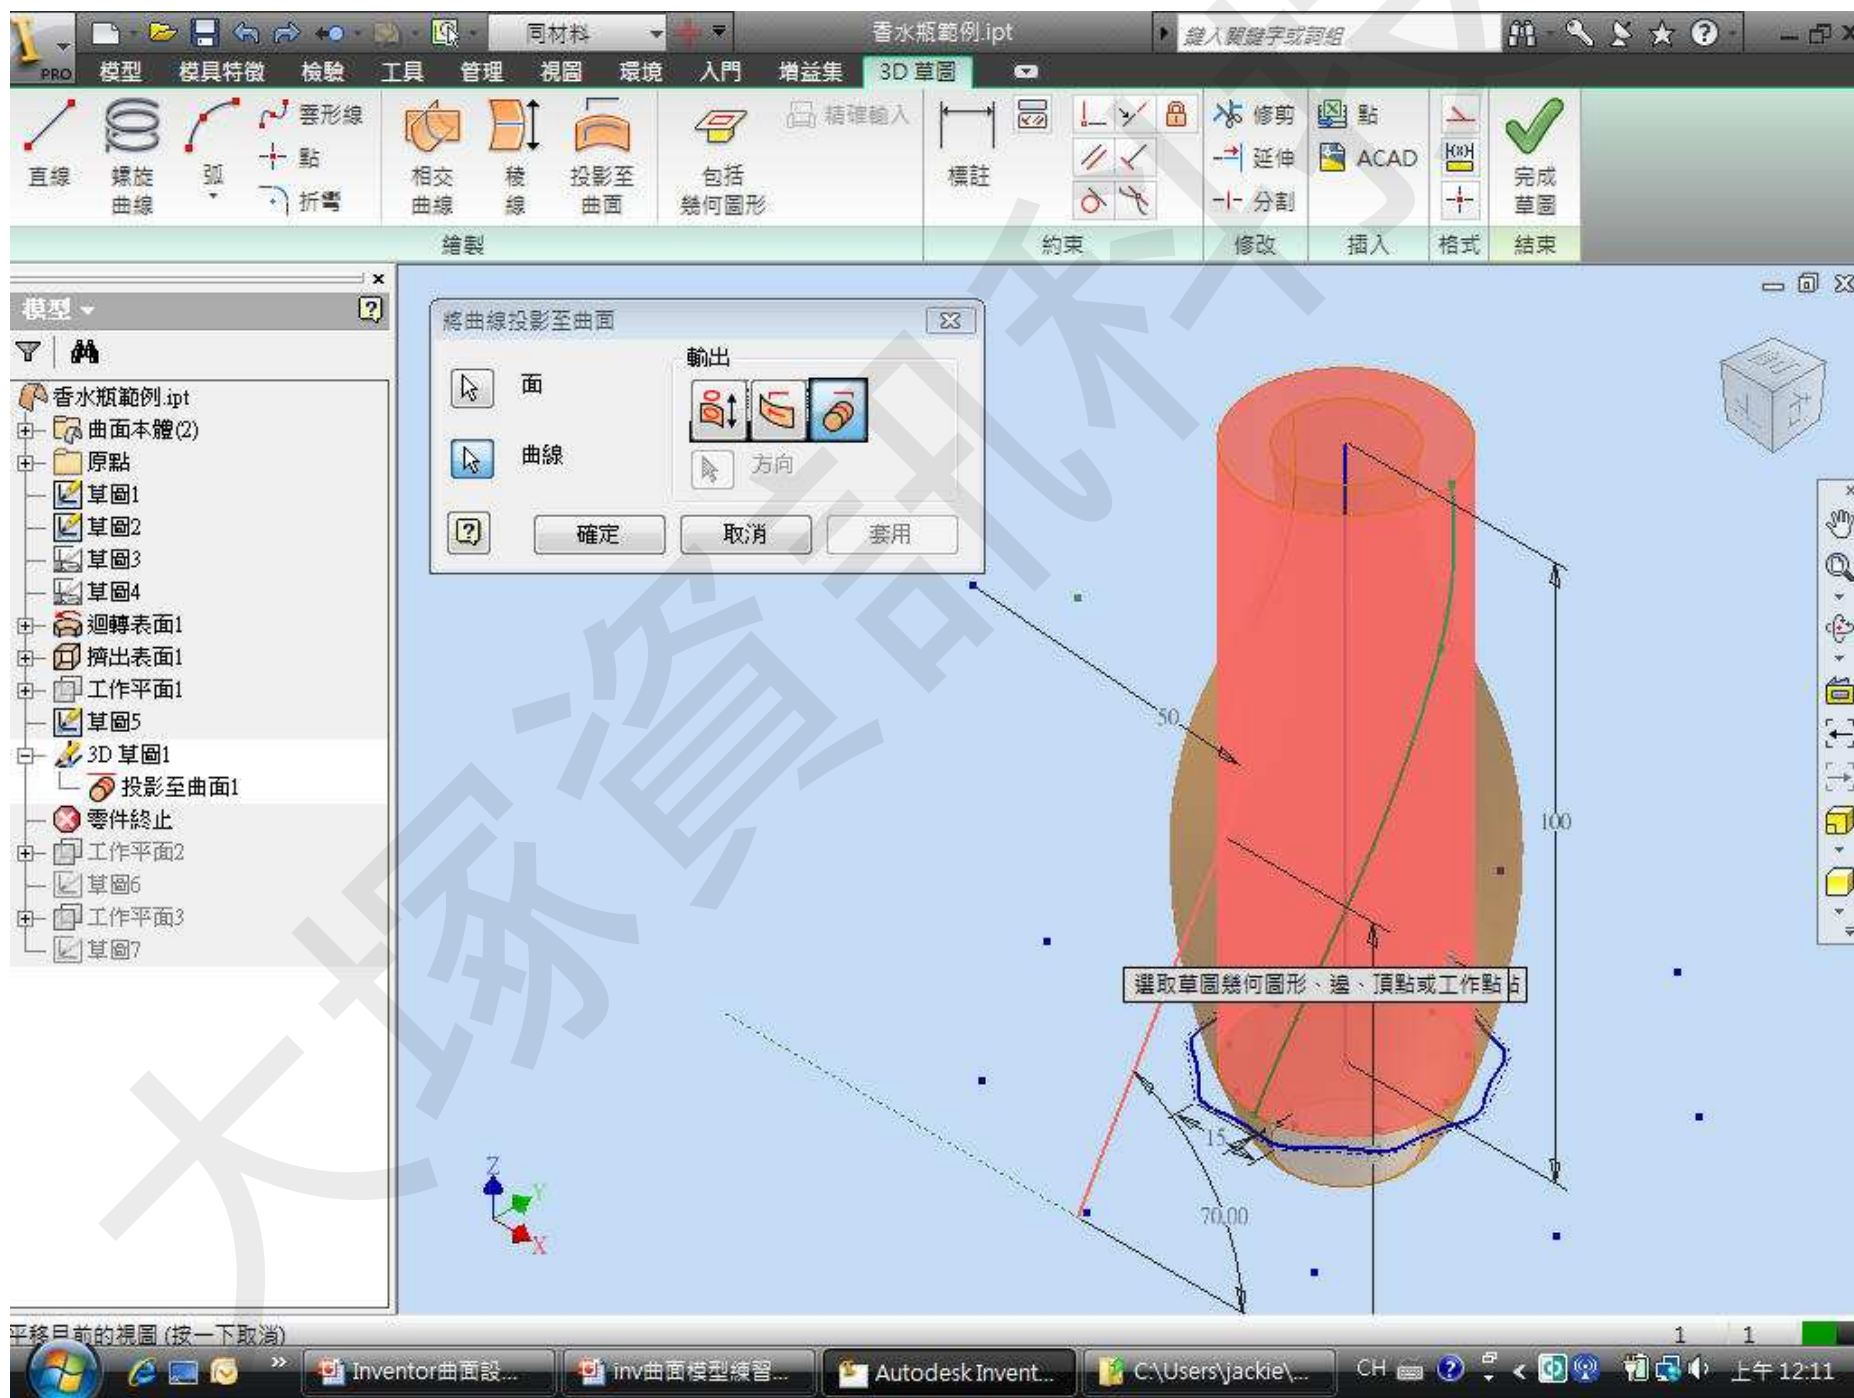 同材料
香水瓶範例.ipt
鍵入關鍵字或詞組
PRO 模型 模具特徵 檢驗 工具 管理 視圖 環境 入門 增益集 3D 草圖
直線
螺旋
曲線
弧
雲形線
點
折彎
相交
曲線
稜
線
投影至
曲面
包括
幾何圖形
精確輸入
標註
修剪
延伸
分割
點
ACAD
完成
草圖
繪製 約束 修改 插入 格式 結束
模型
香水瓶範例.ipt
曲面本體(2)
原點
草圖1
草圖2
草圖3
草圖4
迴轉表面1
擠出表面1
工作平面1
草圖5
3D 草圖1
投影至曲面1
零件終止
工作平面2
草圖6
工作平面3
草圖7
將曲線投影至曲面
面
曲線
輸出
方向
確定 取消 套用
50
100
選取草圖幾何圖形、邊、頂點或工作點
15
70.00
Z
Y
X
平移目前的視圖 (按一下取消)
1 1
Inventor曲面設... inv曲面模型練習... Autodesk Invent... C:\Users\jackie\... CH 上午 12:11
大塚資訊科技